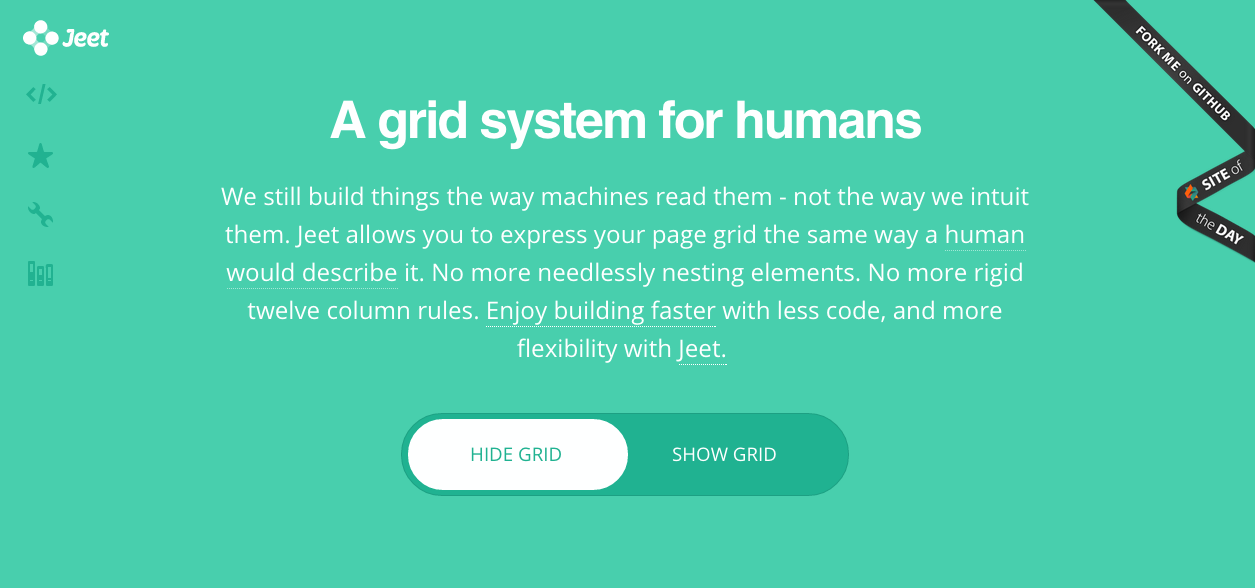 Jeet
FORK ME on GITHUB
A grid system for humans
We still build things the way machines read them - not the way we intuit
them. Jeet allows you to express your page grid the same way a human
would describe it. No more needlessly nesting elements. No more rigid
twelve column rules. Enjoy building faster with less code, and more
flexibility with Jeet.
SITE of
the DAY
HIDE GRID
SHOW GRID